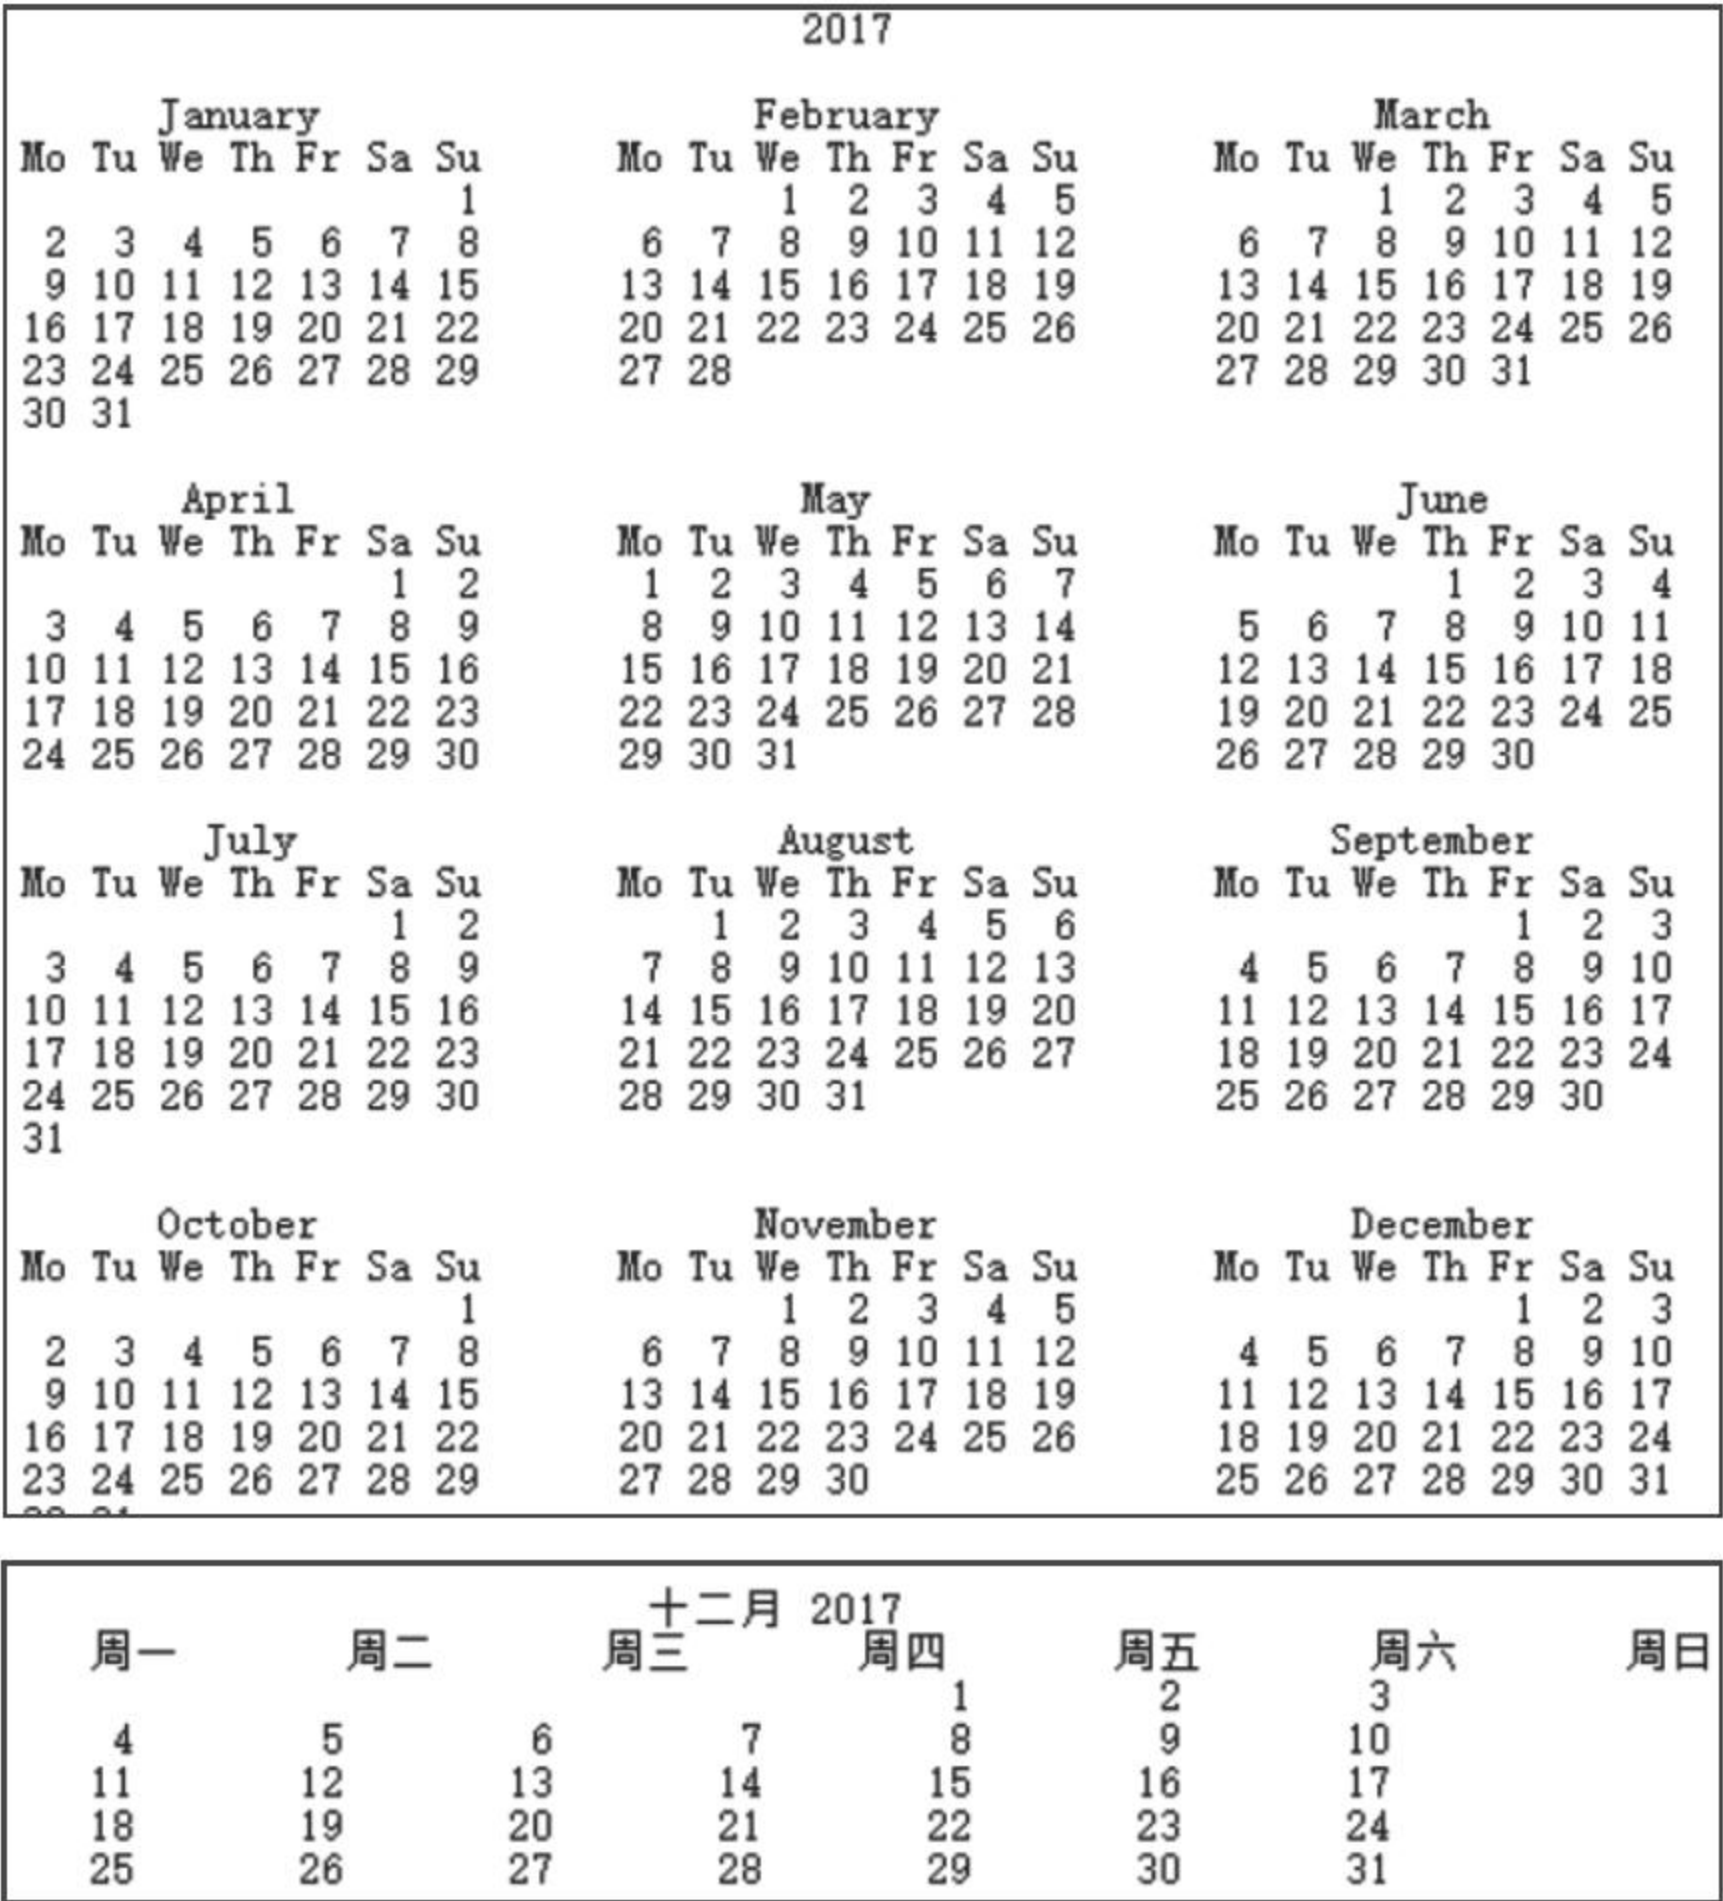 2017
January February March
Mo Tu We Th Fr Sa Su Mo Tu We Th Fr Sa Su Mo Tu We Th Fr Sa Su
1 1 2 3 4 5 1 2 3 4 5
2 3 4 5 6 7 8 6 7 8 9 10 11 12 6 7 8 9 10 11 12
9 10 11 12 13 14 15 13 14 15 16 17 18 19 13 14 15 16 17 18 19
16 17 18 19 20 21 22 20 21 22 23 24 25 26 20 21 22 23 24 25 26
23 24 25 26 27 28 29 27 28 27 28 29 30 31
30 31
April May June
Mo Tu We Th Fr Sa Su Mo Tu We Th Fr Sa Su Mo Tu We Th Fr Sa Su
1 2 1 2 3 4 5 6 7 1 2 3 4
3 4 5 6 7 8 9 8 9 10 11 12 13 14 5 6 7 8 9 10 11
10 11 12 13 14 15 16 15 16 17 18 19 20 21 12 13 14 15 16 17 18
17 18 19 20 21 22 23 22 23 24 25 26 27 28 19 20 21 22 23 24 25
24 25 26 27 28 29 30 29 30 31 26 27 28 29 30
July August September
Mo Tu We Th Fr Sa Su Mo Tu We Th Fr Sa Su Mo Tu We Th Fr Sa Su
1 2 1 2 3 4 5 6 1 2 3
3 4 5 6 7 8 9 7 8 9 10 11 12 13 4 5 6 7 8 9 10
10 11 12 13 14 15 16 14 15 16 17 18 19 20 11 12 13 14 15 16 17
17 18 19 20 21 22 23 21 22 23 24 25 26 27 18 19 20 21 22 23 24
24 25 26 27 28 29 30 28 29 30 31 25 26 27 28 29 30
31
October November December
Mo Tu We Th Fr Sa Su Mo Tu We Th Fr Sa Su Mo Tu We Th Fr Sa Su
1 1 2 3 4 5 1 2 3
2 3 4 5 6 7 8 6 7 8 9 10 11 12 4 5 6 7 8 9 10
9 10 11 12 13 14 15 13 14 15 16 17 18 19 11 12 13 14 15 16 17
16 17 18 19 20 21 22 20 21 22 23 24 25 26 18 19 20 21 22 23 24
23 24 25 26 27 28 29 27 28 29 30 25 26 27 28 29 30 31
十二月 2017
周一 周二 周三 周四 周五 周六 周日
1 2 3
4 5 6 7 8 9 10
11 12 13 14 15 16 17
18 19 20 21 22 23 24
25 26 27 28 29 30 31